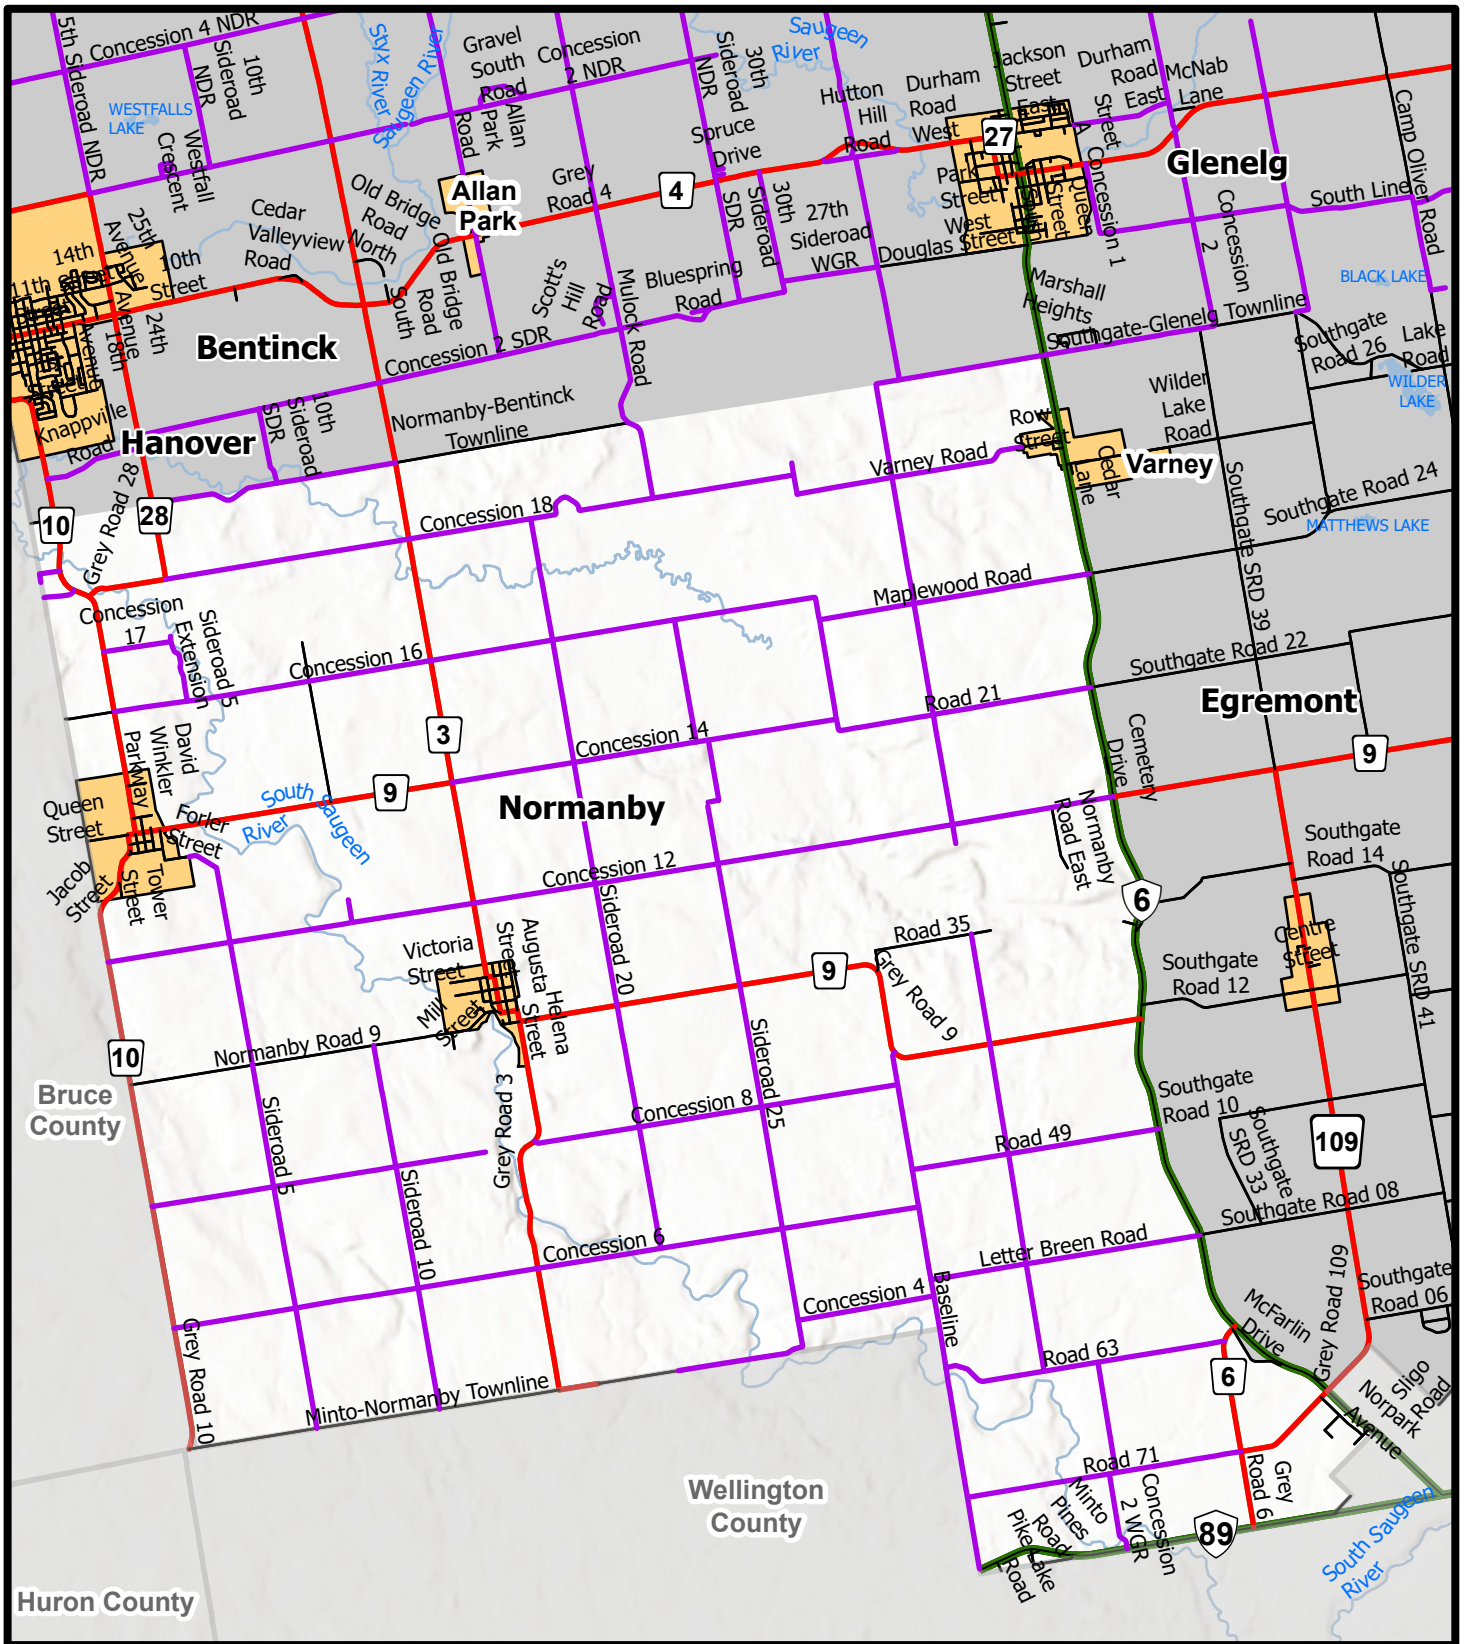 5th Sideroad NDR
Concession 4 NDR
10th
Sideroad
NDR
Styx River
Saugeen River
Gravel
South
Road
Concession
2 NDR
30th
Sideroad
NDR
Saugeen
River
Jackson
Street
East
Durham
Road
East
McNab
Lane
Hutton
Hill
Road
Durham
Road
West
27
A
Street
Glenelg
Camp Oliver
Road
WESTFALLS
LAKE
Westfall
Crescent
Allan
Park
Road
Spruce
Drive
Allan
Park
Grey
Road 4
4
Park
Street
West
South
Street
Queen
Concession 1
Concession
2
South Line
14th
Street
11th Street
25th
Avenue
10th
Street
Cedar
Valleyview
Road
Old Bridge
Road
North
Old Bridge
Road
South
30th
Sideroad
SDR
27th
Sideroad
WGR
Douglas Street
Marshall
Heights
BLACK LAKE
24th
Avenue
18th
Avenue
Street
Scott's
Hill
Road
Mulock Road
Bluespring
Road
Southgate-Glenelg Townline
Southgate
Road 26
Lake
Road
WILDER
LAKE
Bentinck
Concession 2 SDR
Knappville
Road
Hanover
10th
Sideroad
SDR
Normanby-Bentinck
Townline
Row
Street
Wilder
Lake
Road
Varney
Cedar
Lane
Varney Road
Southgate Road 24
MATTHEWS LAKE
Southgate SRD 39
10
28
Grey Road 28
Concession 18
Maplewood Road
Concession
17
Sideroad 5
Extension
Concession 16
Southgate Road 22
Road 21
Egremont
3
Concession 14
Cemetery
Drive
9
David
Winkler
Parkway
9
Queen
Street
Forler
Street
South Saugeen
River
Normanby
Normanby
Road East
Southgate
Road 14
Jacob
Street
Tower
Street
Concession 12
6
Southgate SRD 41
Victoria
Street
Augusta
Street
Sideroad 20
Road 35
Centre
Street
Southgate
Road 12
9
Grey Road 9
Mill
Street
Helena
Street
Normanby Road 9
10
Sideroad 25
Bruce
County
Sideroad 5
Grey Road 3
Concession 8
Southgate
Road 10
Road 49
109
Southgate
SRD 33
Sideroad 10
Southgate Road 08
Concession 6
Letter Breen Road
Concession 4
Baseline
Grey Road 109
Southgate
Road 06
McFarlin
Drive
Grey Road 10
Road 63
6
Sligo
Road
Norpark
Avenue
Minto-Normanby Townline
Road 71
Grey
Road 6
Wellington
County
Minto
Pines
Road
Concession
2 WGR
Pike Lake
Road
89
South Saugeen
River
Huron County